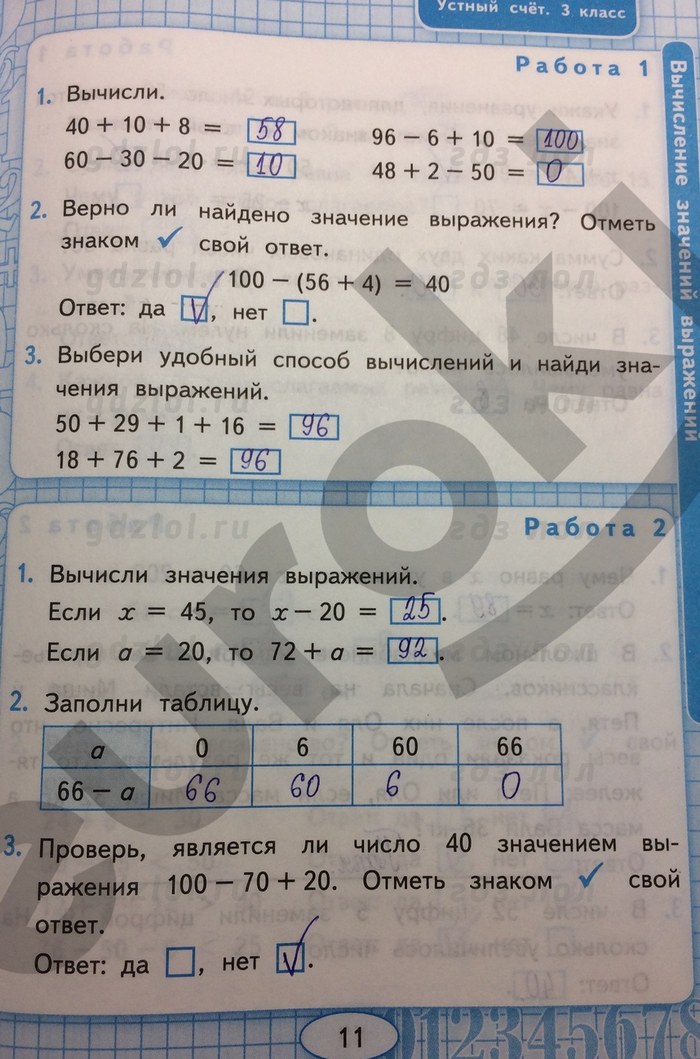 Устный счёт. 3 класс
Вычисление значений выражений
Работа 1
1. Вычисли.
40 + 10 + 8 = 58
96 − 6 + 10 = 100
60 − 30 − 20 = 10
48 + 2 − 50 = 0
2. Верно ли найдено значение выражения? Отметь
знаком ✓ свой ответ.
100 − (56 + 4) = 40
Ответ: да ☑, нет ☐.
3. Выбери удобный способ вычислений и найди зна-
чения выражений.
50 + 29 + 1 + 16 = 96
18 + 76 + 2 = 96
gdzlol.ru
Работа 2
1. Вычисли значения выражений.
Если x = 45, то x − 20 = 25.
Если a = 20, то 72 + a = 92.
2. Заполни таблицу.
a 0 6 60 66
66 − a 66 60 6 0
3. Проверь, является ли число 40 значением вы-
ражения 100 − 70 + 20. Отметь знаком ✓ свой
ответ.
Ответ: да ☐, нет ☑.
11
012345678
euroki